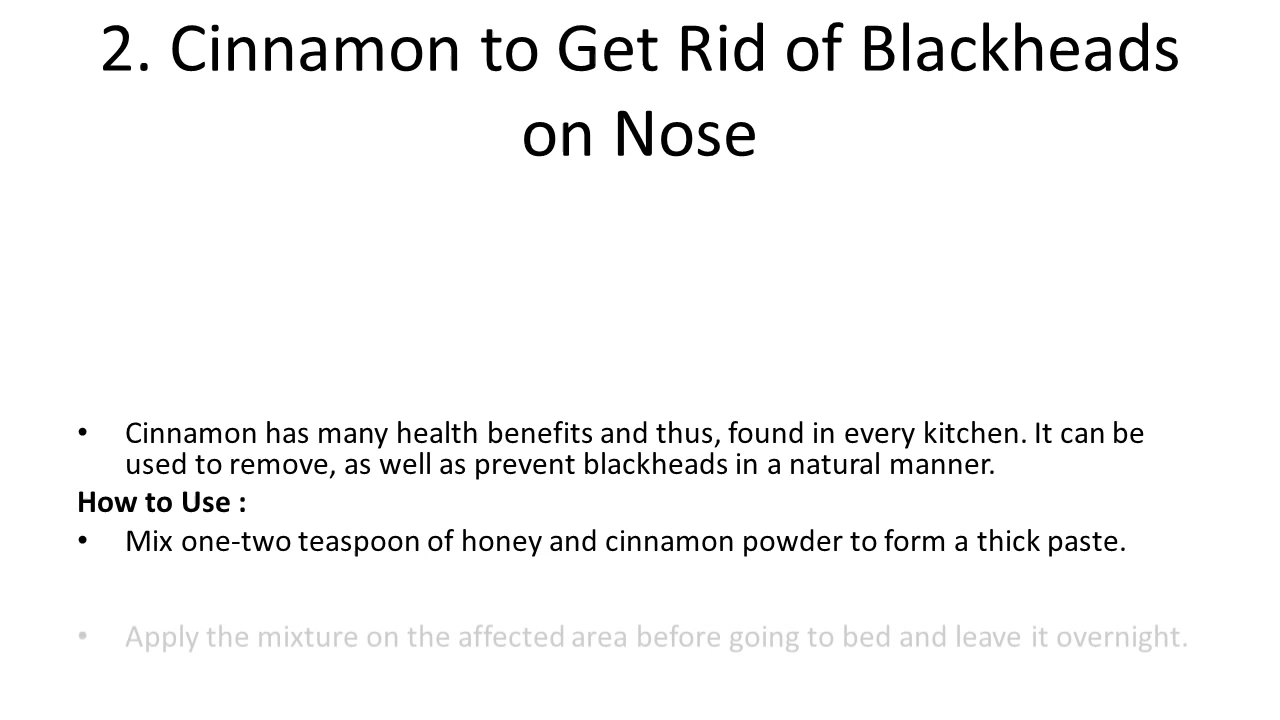 2. Cinnamon to Get Rid of Blackheads
on Nose
• Cinnamon has many health benefits and thus, found in every kitchen. It can be
used to remove, as well as prevent blackheads in a natural manner.
How to Use :
• Mix one-two teaspoon of honey and cinnamon powder to form a thick paste.
• Apply the mixture on the affected area before going to bed and leave it overnight.